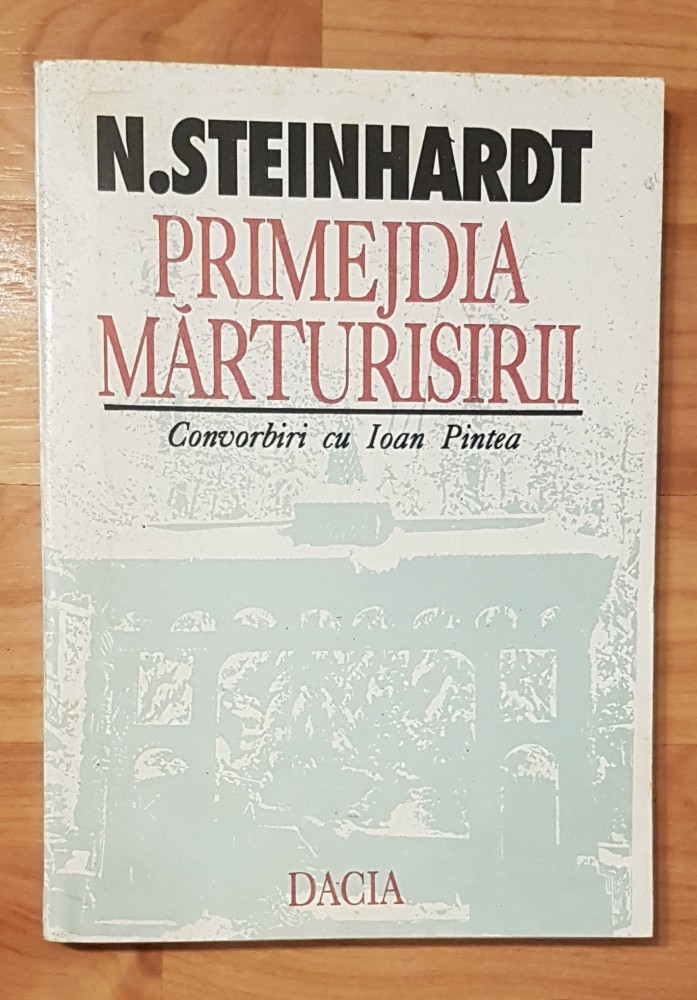 N.STEINHARDT
PRIMEJDIA
MĂRTURISIRII
Convorbiri cu Ioan Pintea
DACIA